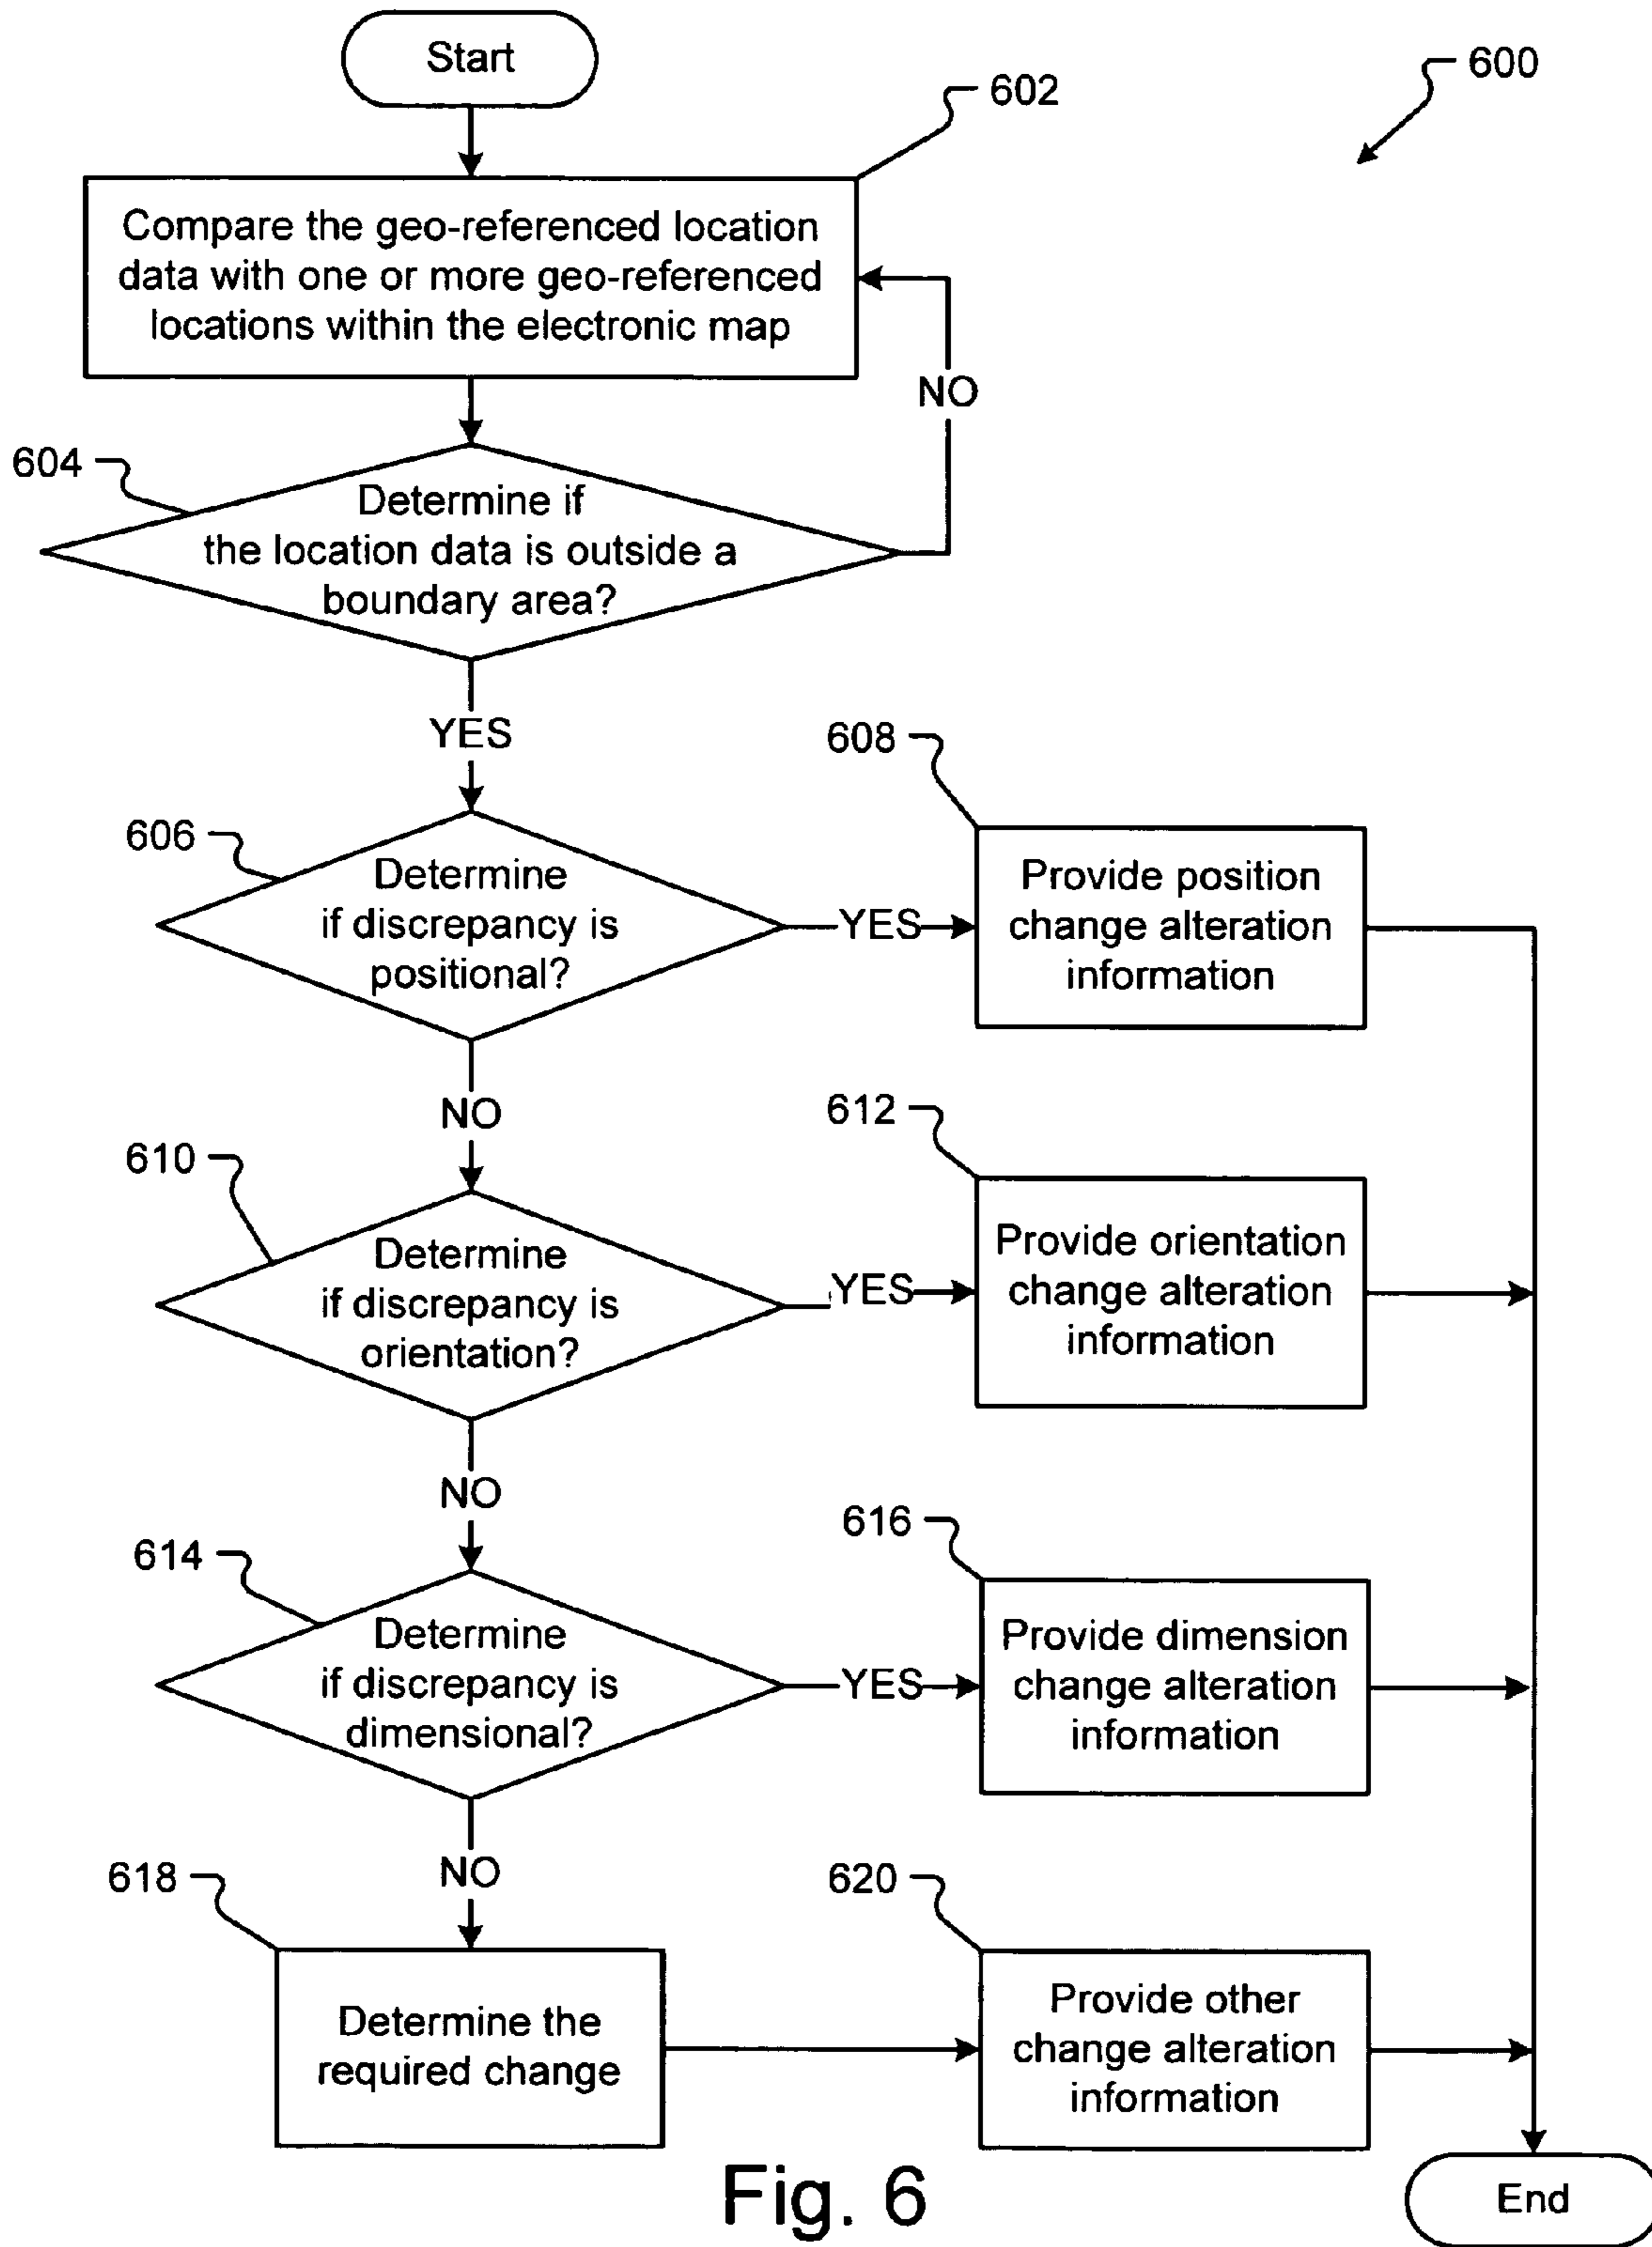 Start
600
602
Compare the geo-referenced location
data with one or more geo-referenced
locations within the electronic map
NO
604
Determine if
the location data is outside a
boundary area?
YES
606
Determine
if discrepancy is
positional?
YES
608
Provide position
change alteration
information
NO
610
Determine
if discrepancy is
orientation?
YES
612
Provide orientation
change alteration
information
NO
614
Determine
if discrepancy is
dimensional?
YES
616
Provide dimension
change alteration
information
NO
618
Determine the
required change
620
Provide other
change alteration
information
End
Fig. 6